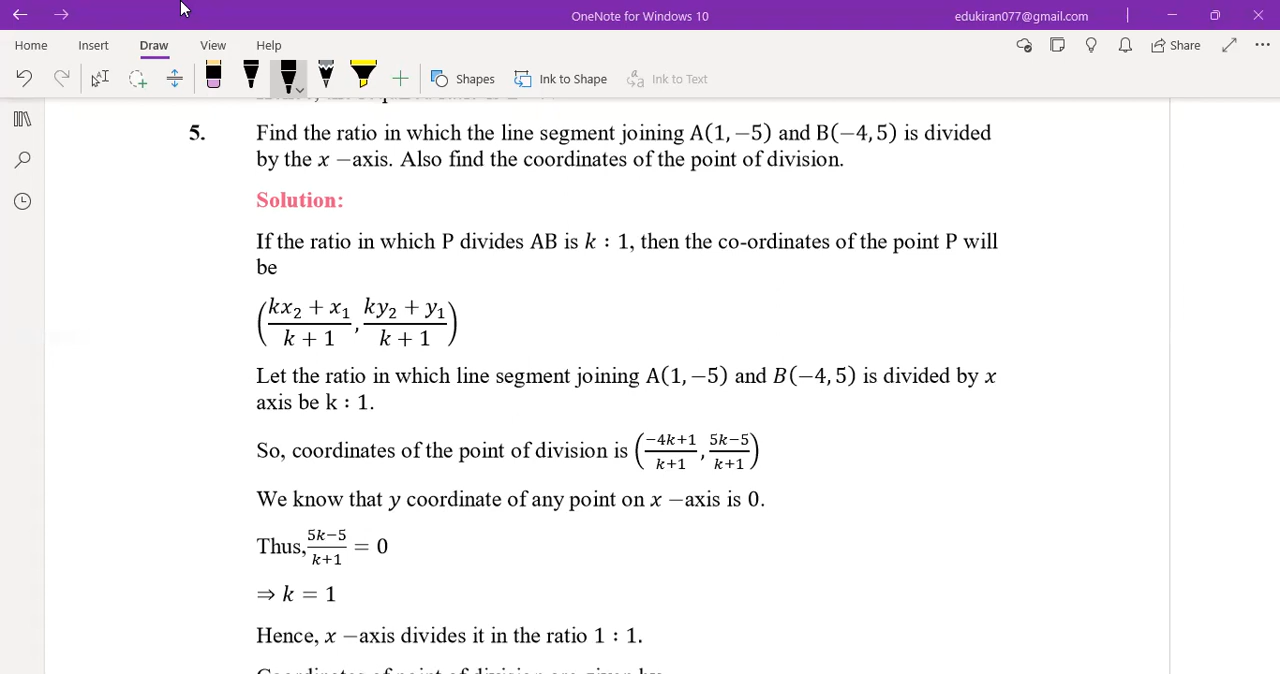 OneNote for Windows 10
edukiran077@gmail.com
Home Insert Draw View Help
Share
Shapes
Ink to Shape
Ink to Text
5. Find the ratio in which the line segment joining A(1, −5) and B(−4, 5) is divided
by the x −axis. Also find the coordinates of the point of division.
Solution:
If the ratio in which P divides AB is k : 1, then the co-ordinates of the point P will
be
(kx₂ + x₁/k + 1, ky₂ + y₁/k + 1)
Let the ratio in which line segment joining A(1, −5) and B(−4, 5) is divided by x
axis be k : 1.
So, coordinates of the point of division is (−4k+1/k+1, 5k−5/k+1)
We know that y coordinate of any point on x −axis is 0.
Thus, 5k−5/k+1 = 0
⇒ k = 1
Hence, x −axis divides it in the ratio 1 : 1.